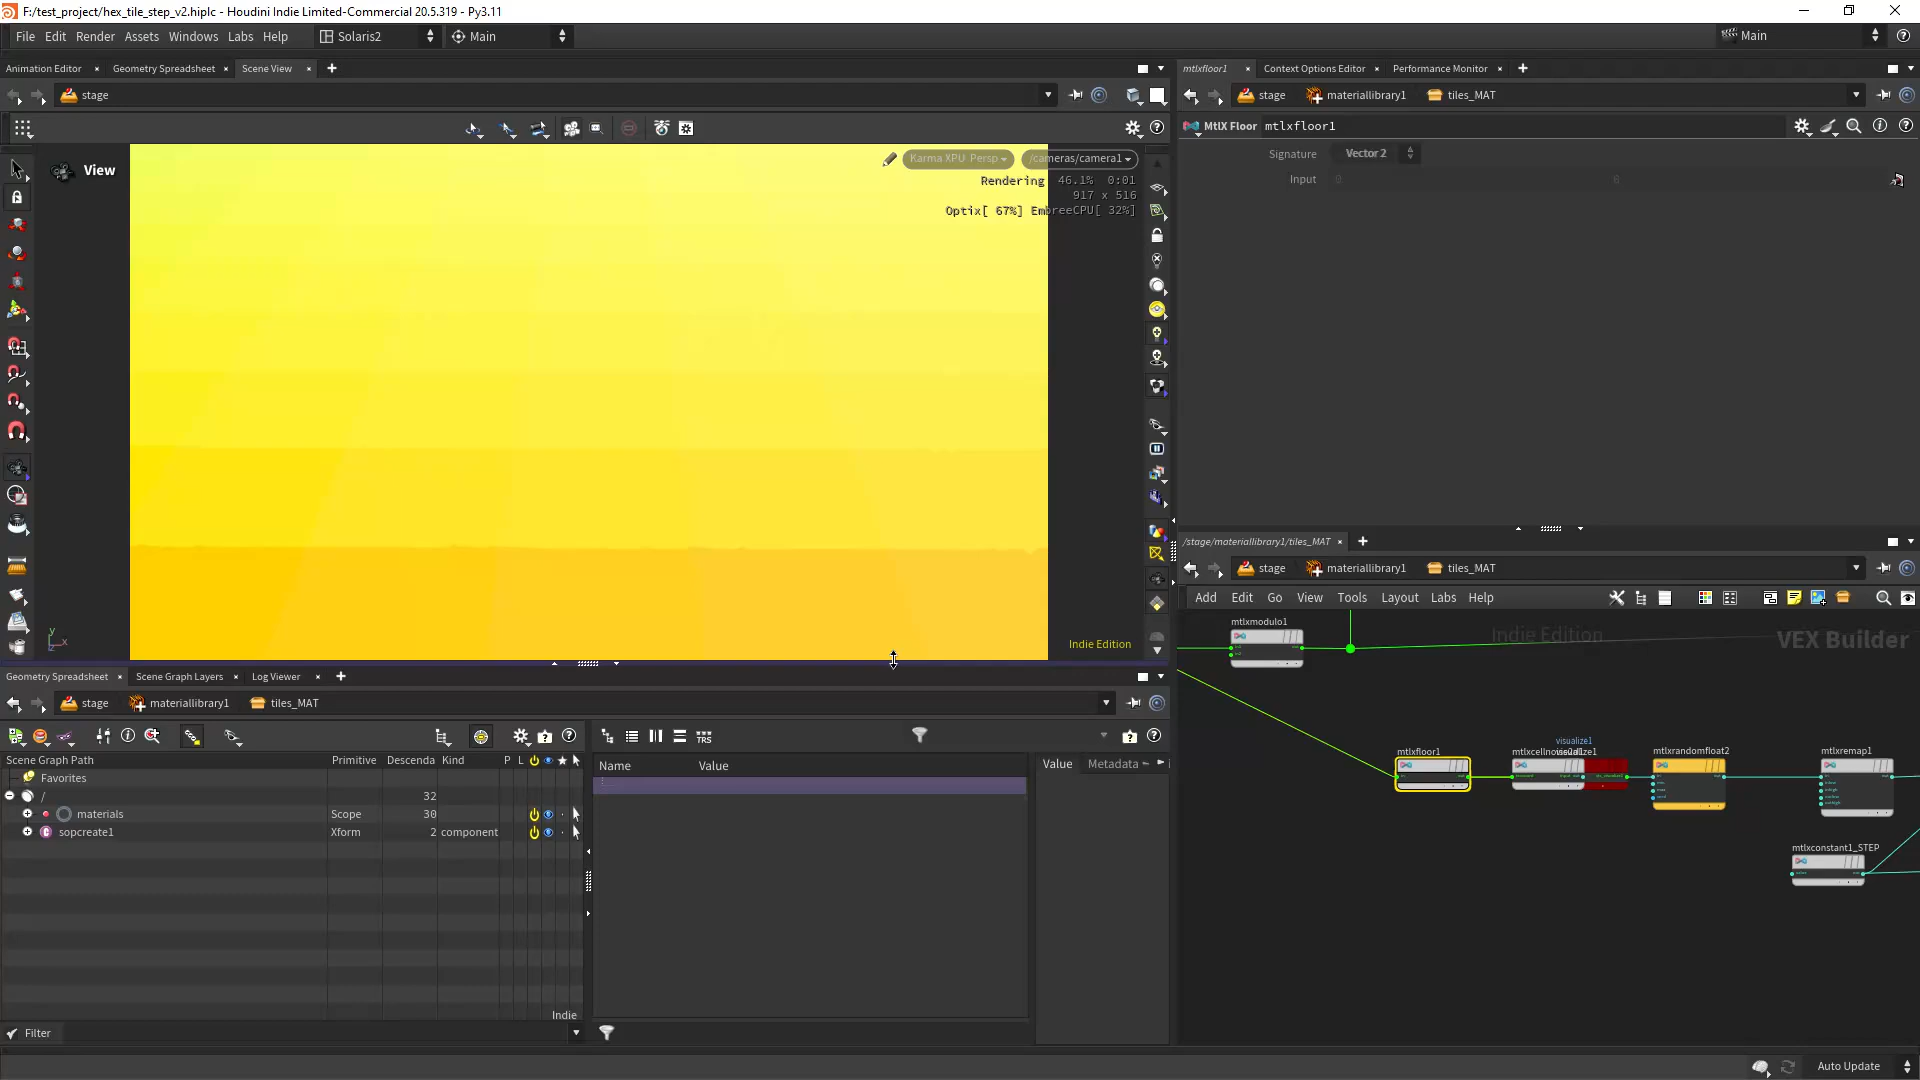 F:/test_project/hex_tile_step_v2.hiplc - Houdini Indie Limited-Commercial 20.5.319 - Py3.11
File Edit Render Assets Windows Labs Help Solaris2 Main Main
Animation Editor Geometry Spreadsheet Scene View
stage
View
Karma XPU Persp /cameras/camera1
Rendering 46.1% 0:01
917 x 516
Optix[ 67%] EmbreeCPU[ 32%]
y
x
Indie Edition
mtlxfloor1 Context Options Editor Performance Monitor
stage materiallibrary1 tiles_MAT
MtlX Floor mtlxfloor1
Signature Vector 2
Input 0 0
/stage/materiallibrary1/tiles_MAT
stage materiallibrary1 tiles_MAT
Add Edit Go View Tools Layout Labs Help
Indie Edition VEX Builder
mtlxmodulo1
visualize1
mtlxfloor1
mtlxrandomfloat2
mtlxremap1
mtlxconstant1_STEP
Geometry Spreadsheet Scene Graph Layers Log Viewer
stage materiallibrary1 tiles_MAT
TRS
Scene Graph Path Primitive Descenda Kind P L
Favorites
/ 32
materials Scope 30
sopcreate1 Xform 2 component
Indie
Filter
Name Value
Value Metadata
Auto Update